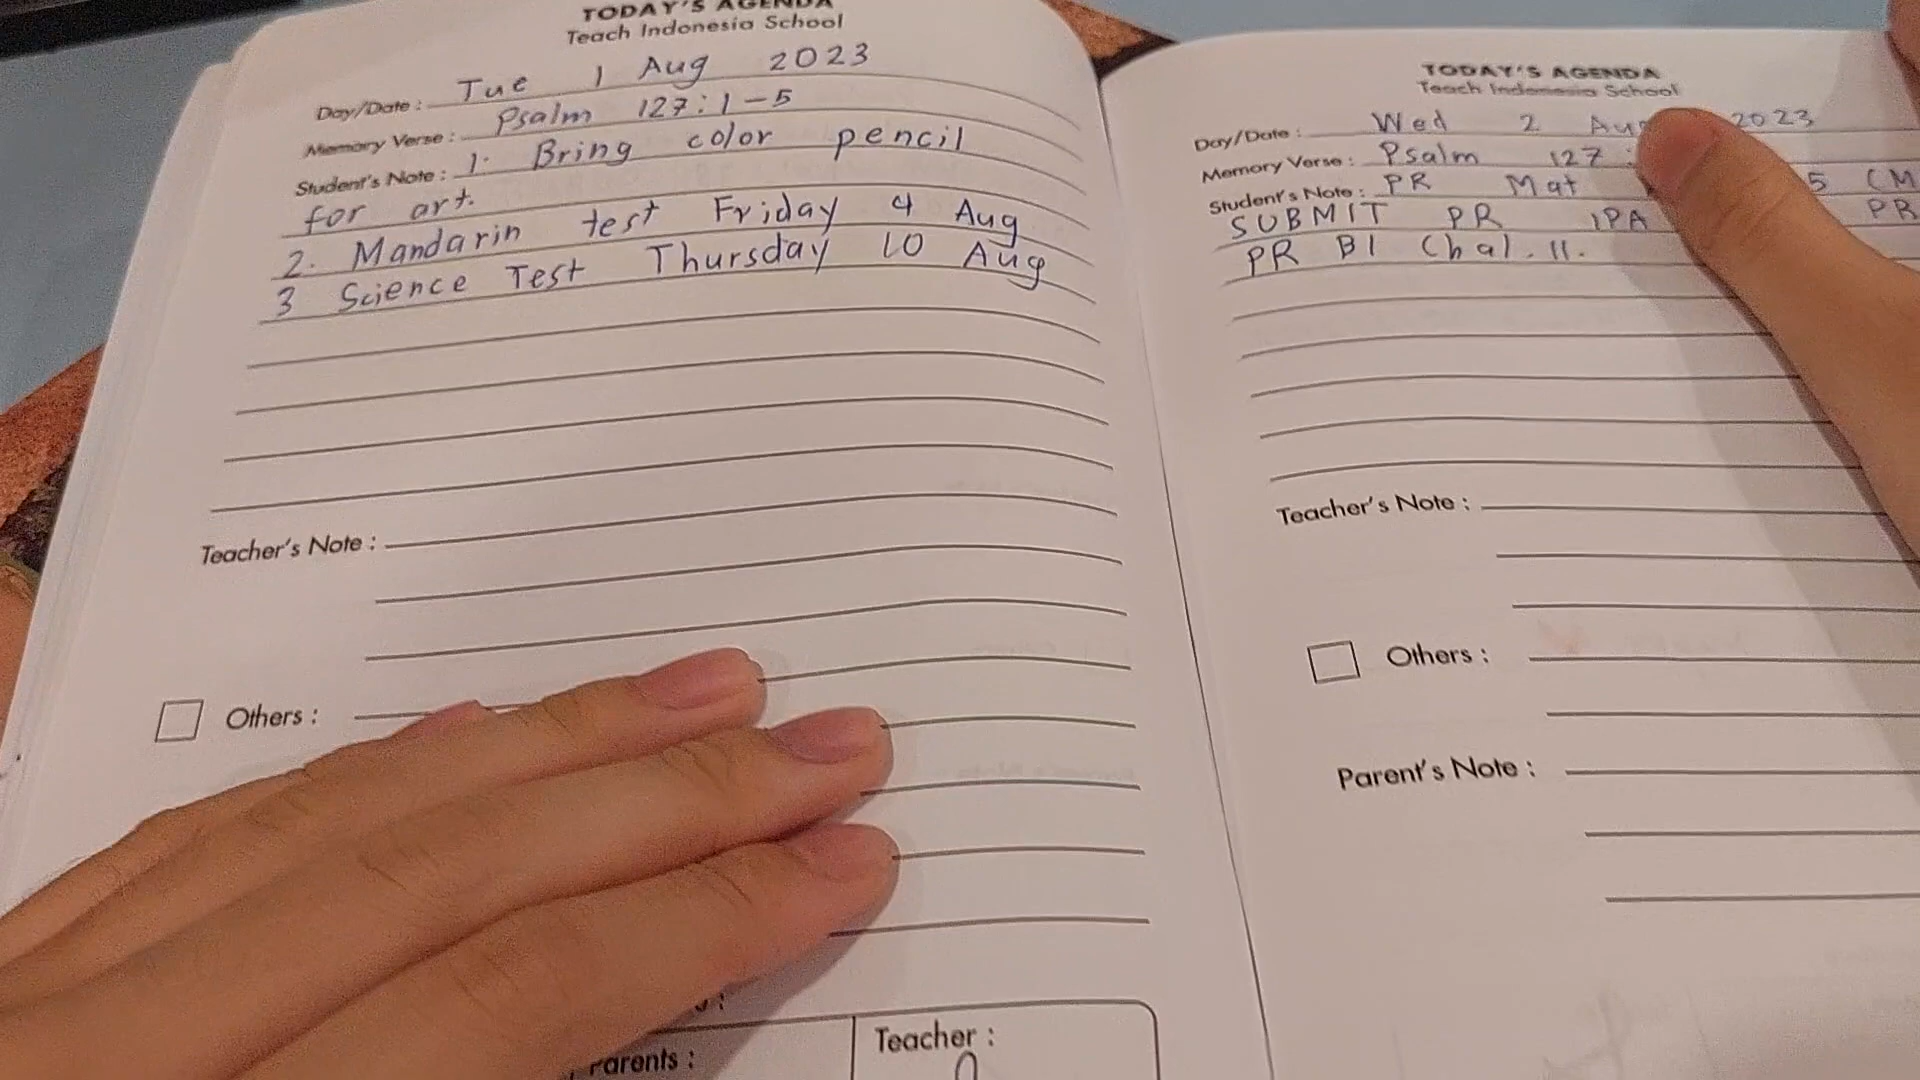 TODAY'S AGENDA
Teach Indonesia School
Day/Date : Tue 1 Aug 2023
Memory Verse : Psalm 127:1-5
Student's Note : 1. Bring color pencil
for art.
2. Mandarin test Friday 4 Aug
3 Science Test Thursday 10 Aug
Teacher's Note :
Others :
Parents :
Teacher :
TODAY'S AGENDA
Teach Indonesia School
Day/Date : Wed 2 Aug 2023
Memory Verse : Psalm 127
Student's Note : PR Mat 5 (M
SUBMIT PR IPA PR
PR BI (hal. 11.
Teacher's Note :
Others :
Parent's Note :